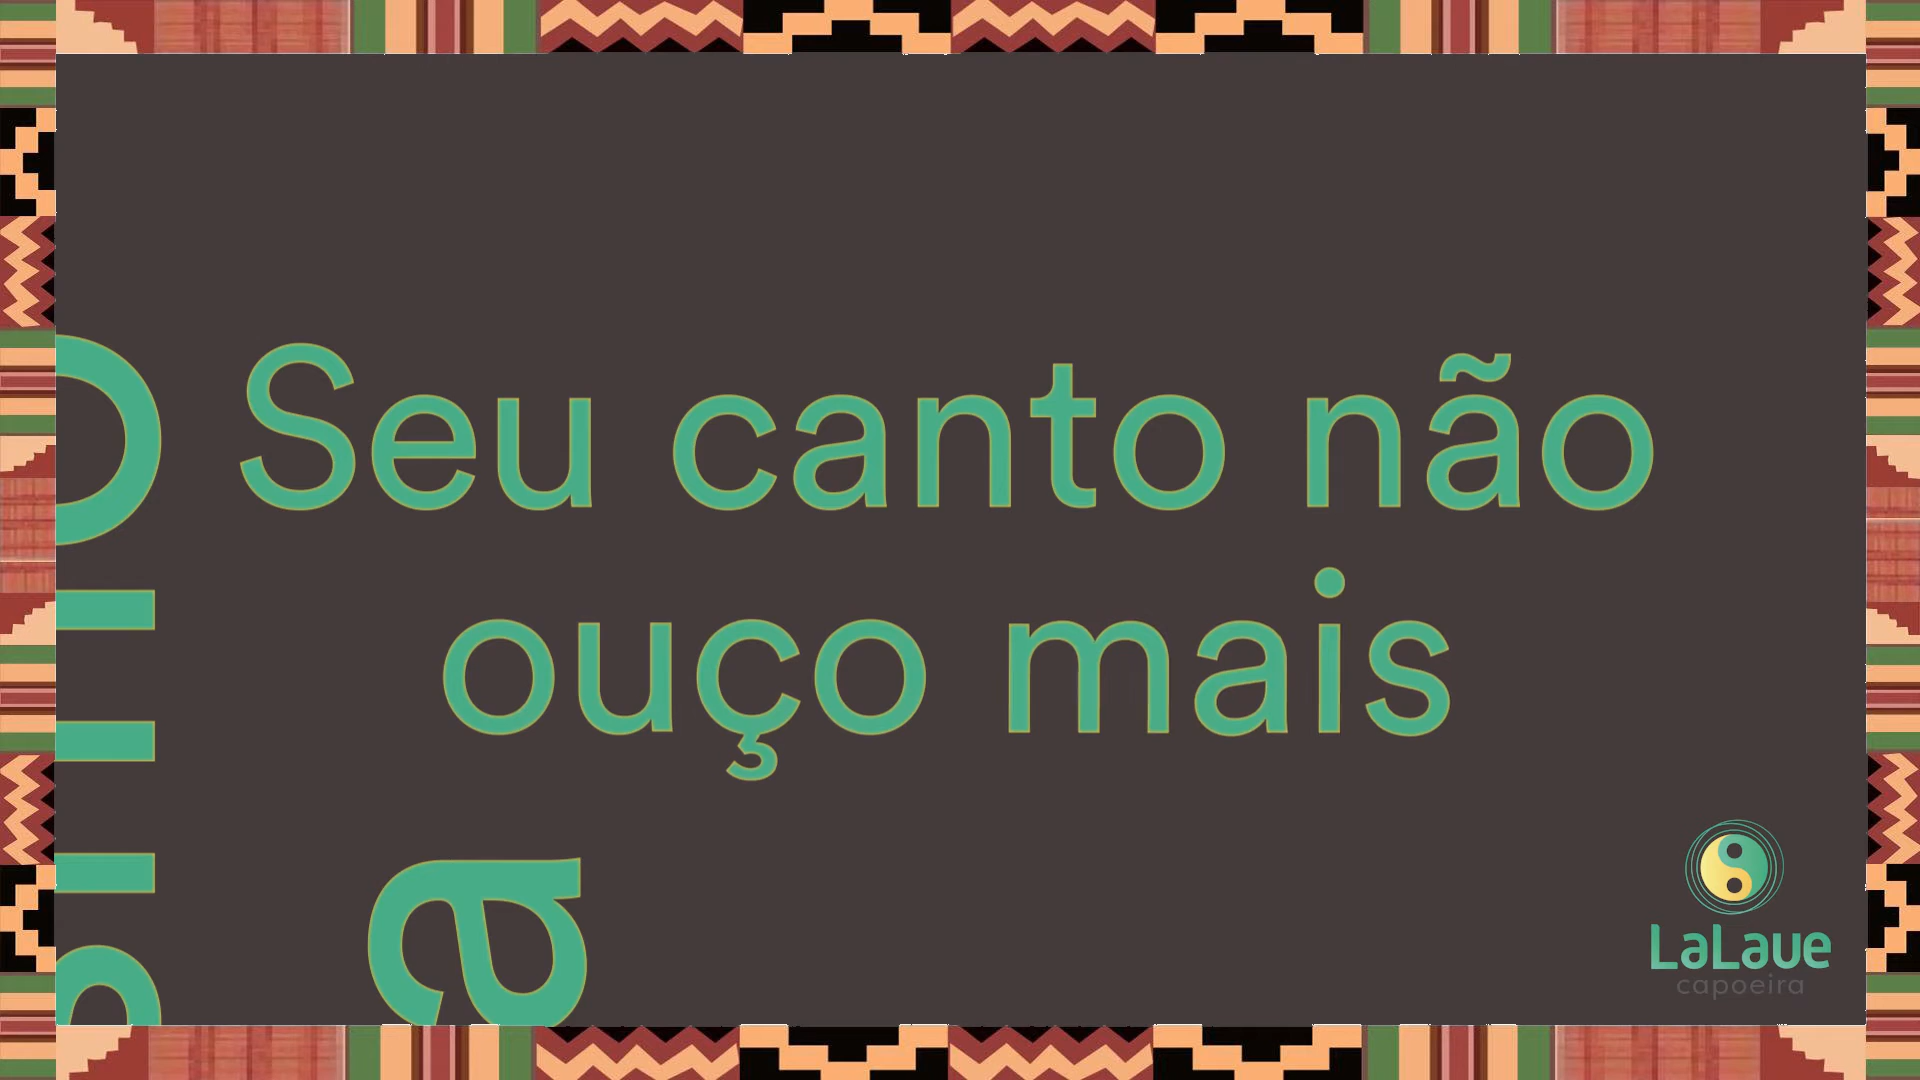 Seu canto não
ouço mais
a
LaLaue
capoeira